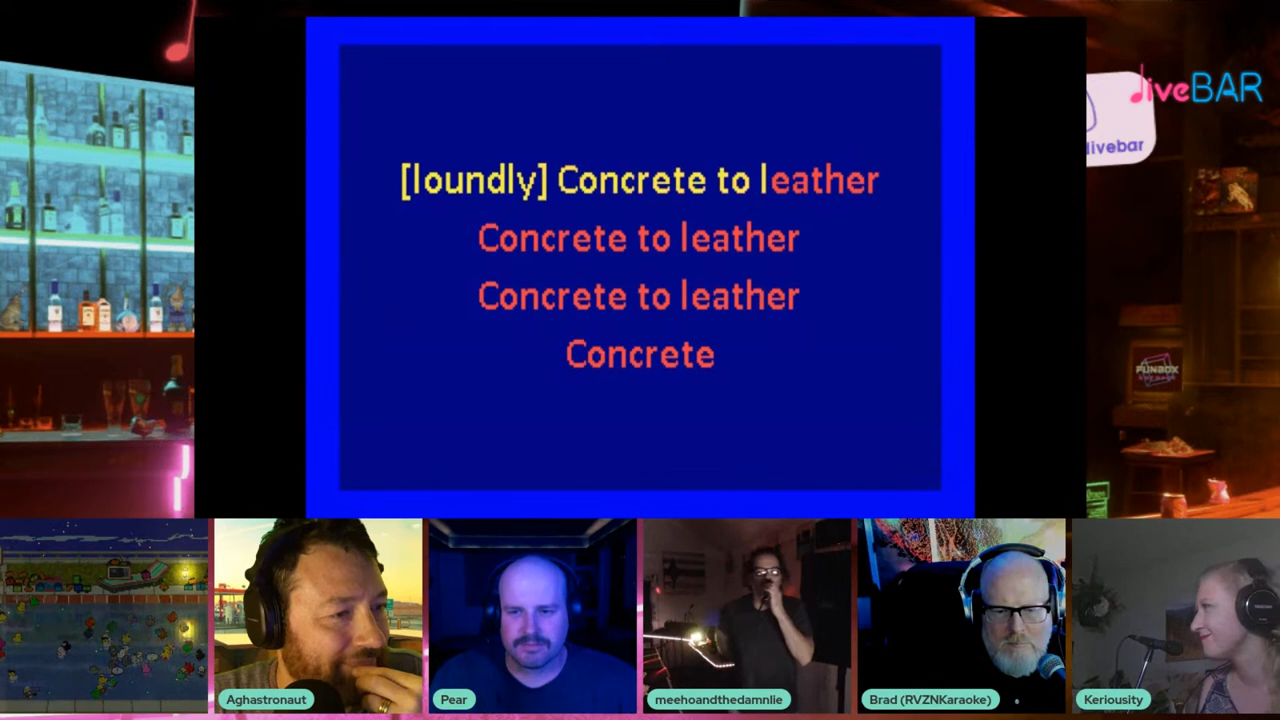 [loundly] Concrete to leather
Concrete to leather
Concrete to leather
Concrete
liveBAR
livebar
FUNBOX
Aghastronaut
Pear
meehoandthedamnlie
Brad (RVZNKaraoke)
Keriousity